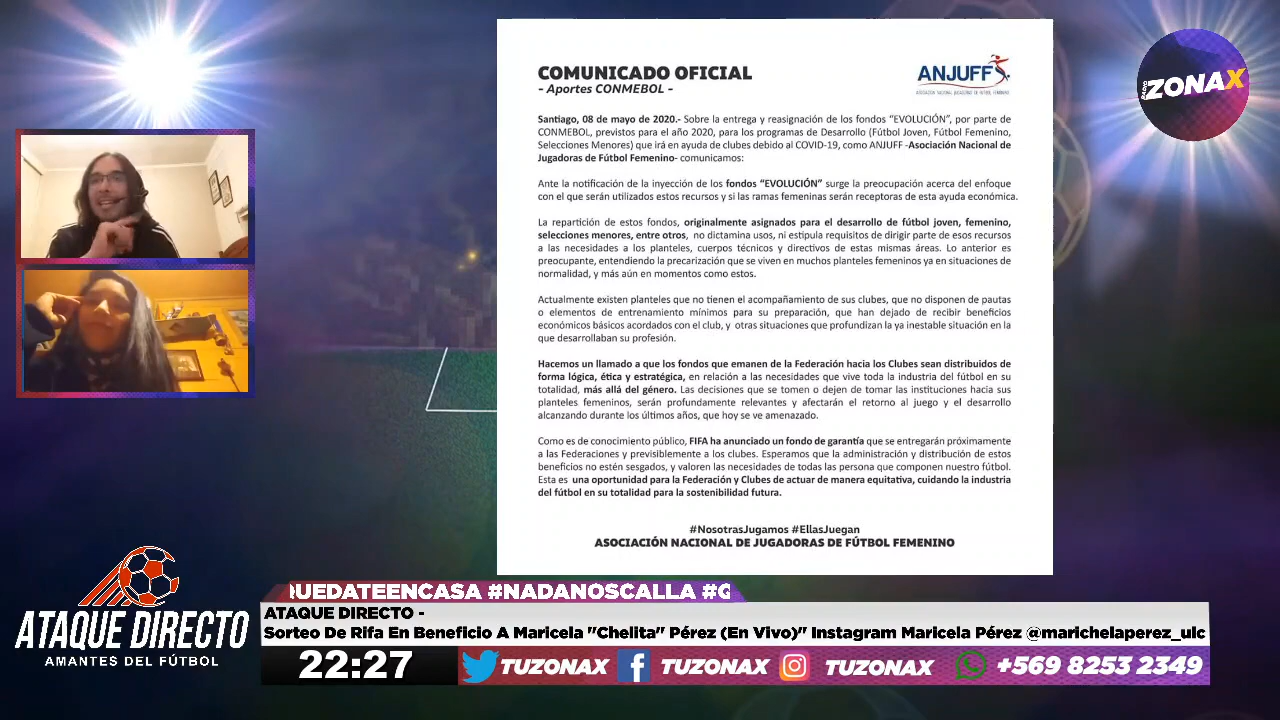 COMUNICADO OFICIAL
- Aportes CONMEBOL -
ANJUFF
ASOCIACIÓN NACIONAL JUGADORAS DE FÚTBOL FEMENINO
Santiago, 08 de mayo de 2020.- Sobre la entrega y reasignación de los fondos “EVOLUCIÓN”, por parte de
CONMEBOL, previstos para el año 2020, para los programas de Desarrollo (Fútbol Joven, Fútbol Femenino,
Selecciones Menores) que irá en ayuda de clubes debido al COVID-19, como ANJUFF -Asociación Nacional de
Jugadoras de Fútbol Femenino- comunicamos:
Ante la notificación de la inyección de los fondos “EVOLUCIÓN” surge la preocupación acerca del enfoque
con el que serán utilizados estos recursos y si las ramas femeninas serán receptoras de esta ayuda económica.
La repartición de estos fondos, originalmente asignados para el desarrollo de fútbol joven, femenino,
selecciones menores, entre otros, no dictamina usos, ni estipula requisitos de dirigir parte de esos recursos
a las necesidades a los planteles, cuerpos técnicos y directivos de estas mismas áreas. Lo anterior es
preocupante, entendiendo la precarización que se viven en muchos planteles femeninos ya en situaciones de
normalidad, y más aún en momentos como estos.
Actualmente existen planteles que no tienen el acompañamiento de sus clubes, que no disponen de pautas
o elementos de entrenamiento mínimos para su preparación, que han dejado de recibir beneficios
económicos básicos acordados con el club, y otras situaciones que profundizan la ya inestable situación en la
que desarrollaban su profesión.
Hacemos un llamado a que los fondos que emanen de la Federación hacia los Clubes sean distribuidos de
forma lógica, ética y estratégica, en relación a las necesidades que vive toda la industria del fútbol en su
totalidad, más allá del género. Las decisiones que se tomen o dejen de tomar las instituciones hacia sus
planteles femeninos, serán profundamente relevantes y afectarán el retorno al juego y el desarrollo
alcanzando durante los últimos años, que hoy se ve amenazado.
Como es de conocimiento público, FIFA ha anunciado un fondo de garantía que se entregarán próximamente
a las Federaciones y previsiblemente a los clubes. Esperamos que la administración y distribución de estos
beneficios no estén sesgados, y valoren las necesidades de todas las persona que componen nuestro fútbol.
Esta es una oportunidad para la Federación y Clubes de actuar de manera equitativa, cuidando la industria
del fútbol en su totalidad para la sostenibilidad futura.
#NosotrasJugamos #EllasJuegan
ASOCIACIÓN NACIONAL DE JUGADORAS DE FÚTBOL FEMENINO
RADIO ZONAX
ATAQUE DIRECTO
AMANTES DEL FÚTBOL
UEDATEENCASA #NADANOSCALLA #Q
ATAQUE DIRECTO -
Sorteo De Rifa En Beneficio A Maricela "Chelita" Pérez (En Vivo)" Instagram Maricela Pérez @marichelaperez_ulc
22:27 TUZONAX TUZONAX TUZONAX +569 8253 2349